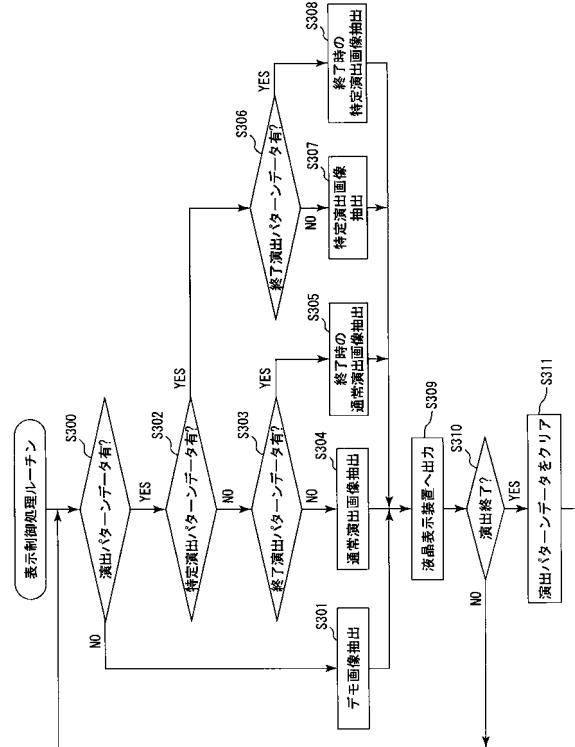 表示制御処理ルーチン
S300
演出パターンデータ有?
YES
NO
S302
特定演出パターンデータ有?
YES
NO
S303
終了演出パターンデータ有?
YES
NO
S306
終了演出パターンデータ有?
YES
NO
S301
デモ画像抽出
S304
通常演出画像抽出
S305
終了時の
通常演出画像抽出
S307
特定演出画像
抽出
S308
終了時の
特定演出画像抽出
S309
液晶表示装置へ出力
S310
演出終了?
NO
YES
S311
演出パターンデータをクリア